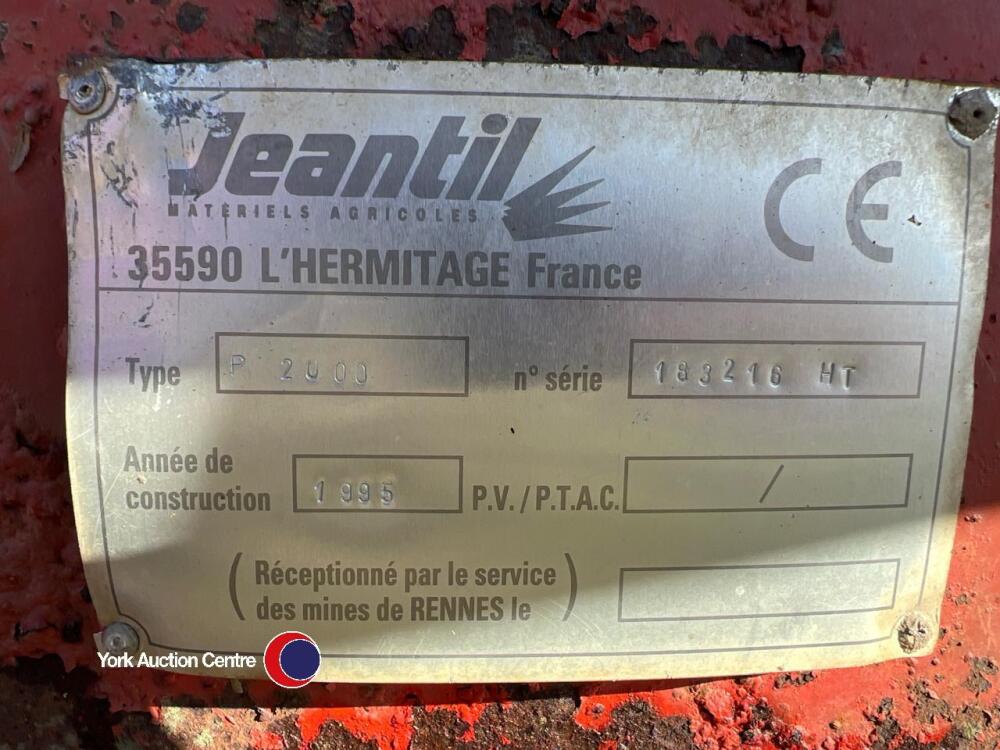 Jeantil
MATERIELS AGRICOLES
CE
35590 L'HERMITAGE France
Type P 2000 n° série 183216 HT
Année de
construction 1995 P.V./P.T.A.C. /
(Réceptionné par le service
des mines de RENNES le)
York Auction Centre